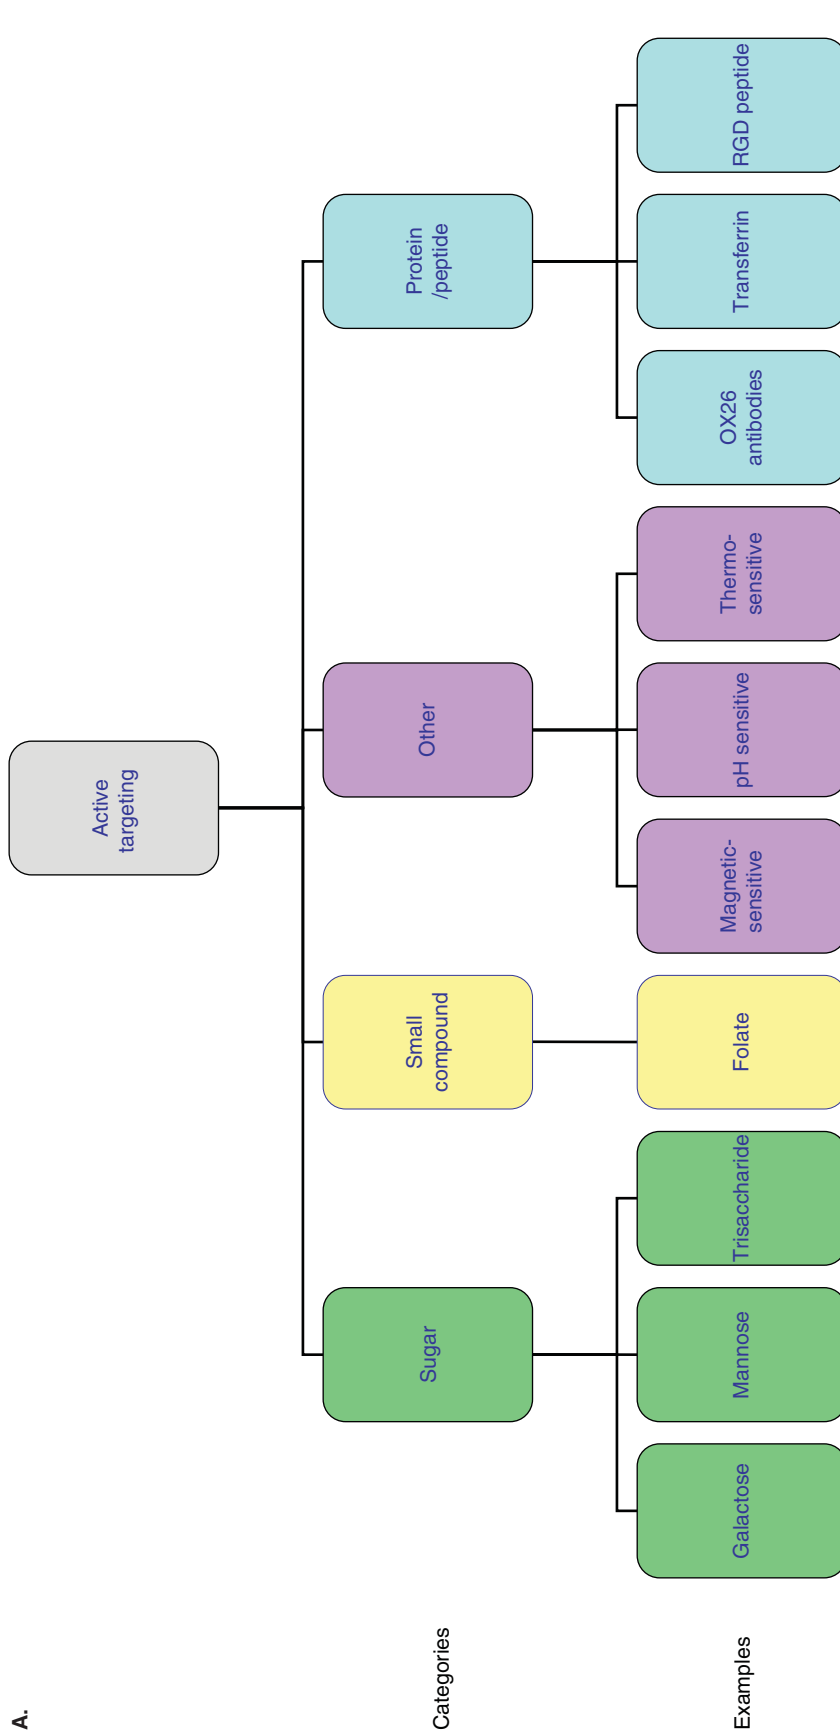 A.
Active
targeting
Categories
Sugar
Small
compound
Other
Protein
/peptide
Examples
Galactose
Mannose
Trisaccharide
Folate
Magnetic-
sensitive
pH sensitive
Thermo-
sensitive
OX26
antibodies
Transferrin
RGD peptide